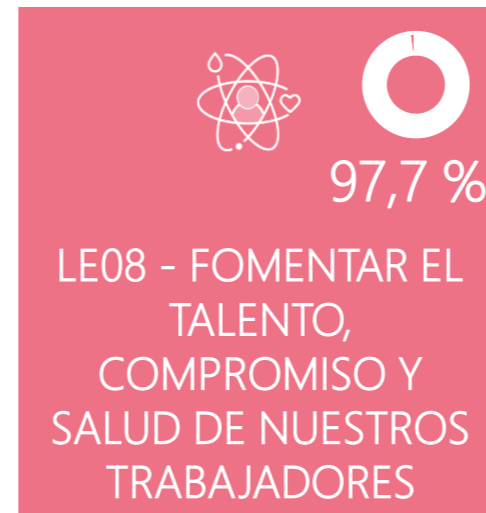 97,7 %
LE08 - FOMENTAR EL
TALENTO,
COMPROMISO Y
SALUD DE NUESTROS
TRABAJADORES